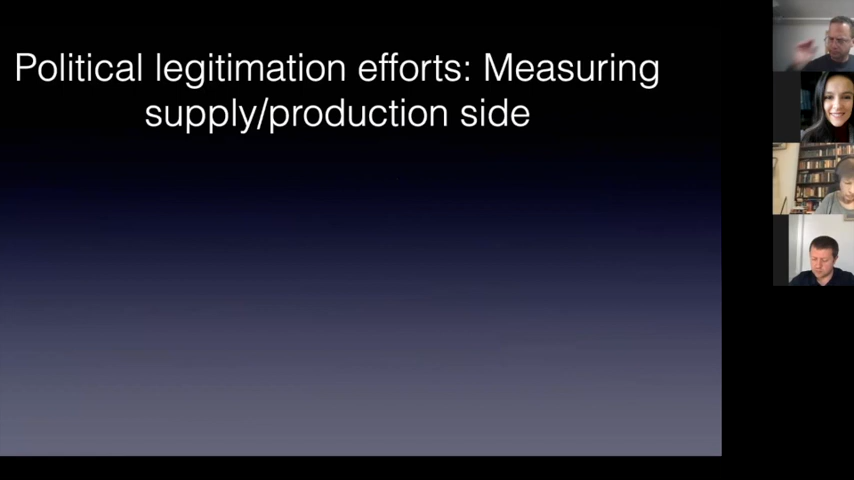 Political legitimation efforts: Measuring
supply/production side